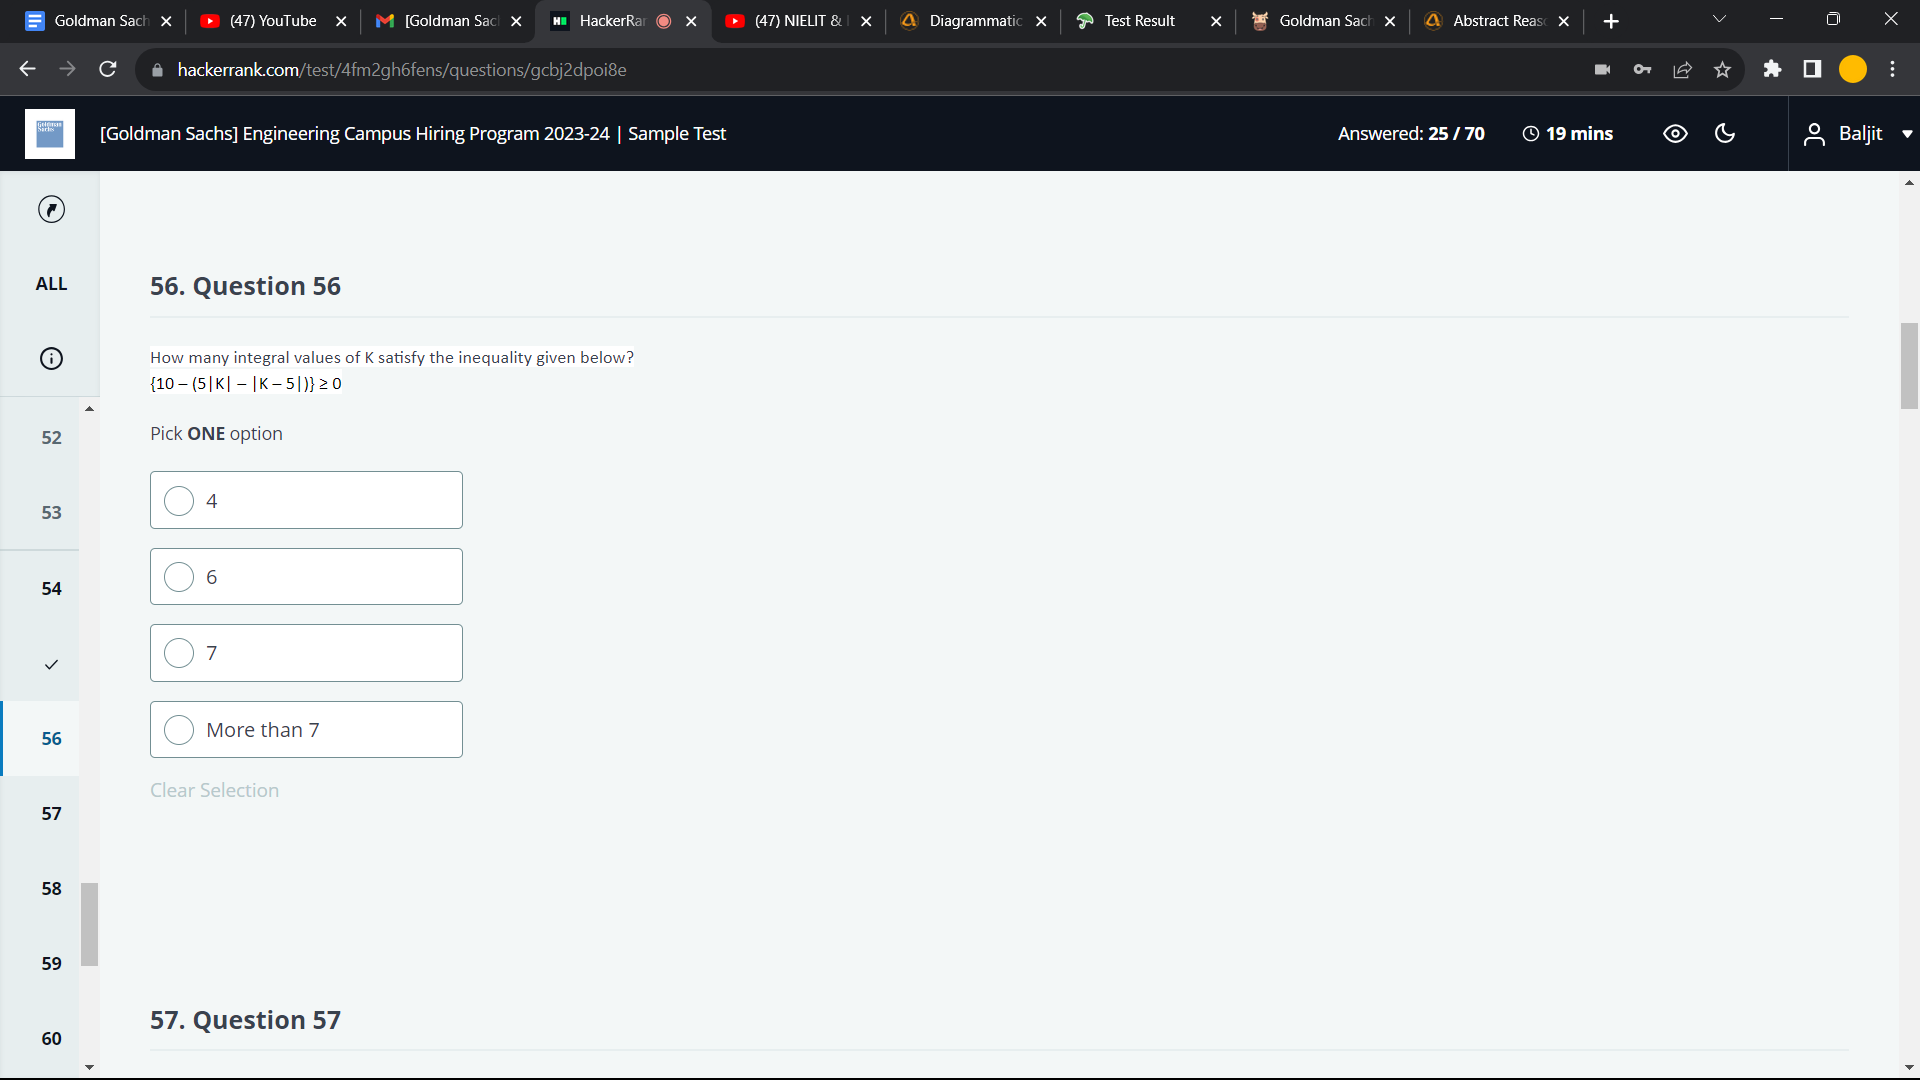 Goldman Sach
(47) YouTube
[Goldman Sac
HackerRar
(47) NIELIT &
Diagrammatic
Test Result
Goldman Sach
Abstract Reaso
hackerrank.com/test/4fm2gh6fens/questions/gcbj2dpoi8e
Goldman Sachs
[Goldman Sachs] Engineering Campus Hiring Program 2023-24 | Sample Test
Answered: 25 / 70
19 mins
Baljit
ALL
52
53
54
56
57
58
59
60
56. Question 56
How many integral values of K satisfy the inequality given below?
{10 – (5|K| – |K – 5|)} ≥ 0
Pick ONE option
4
6
7
More than 7
Clear Selection
57. Question 57